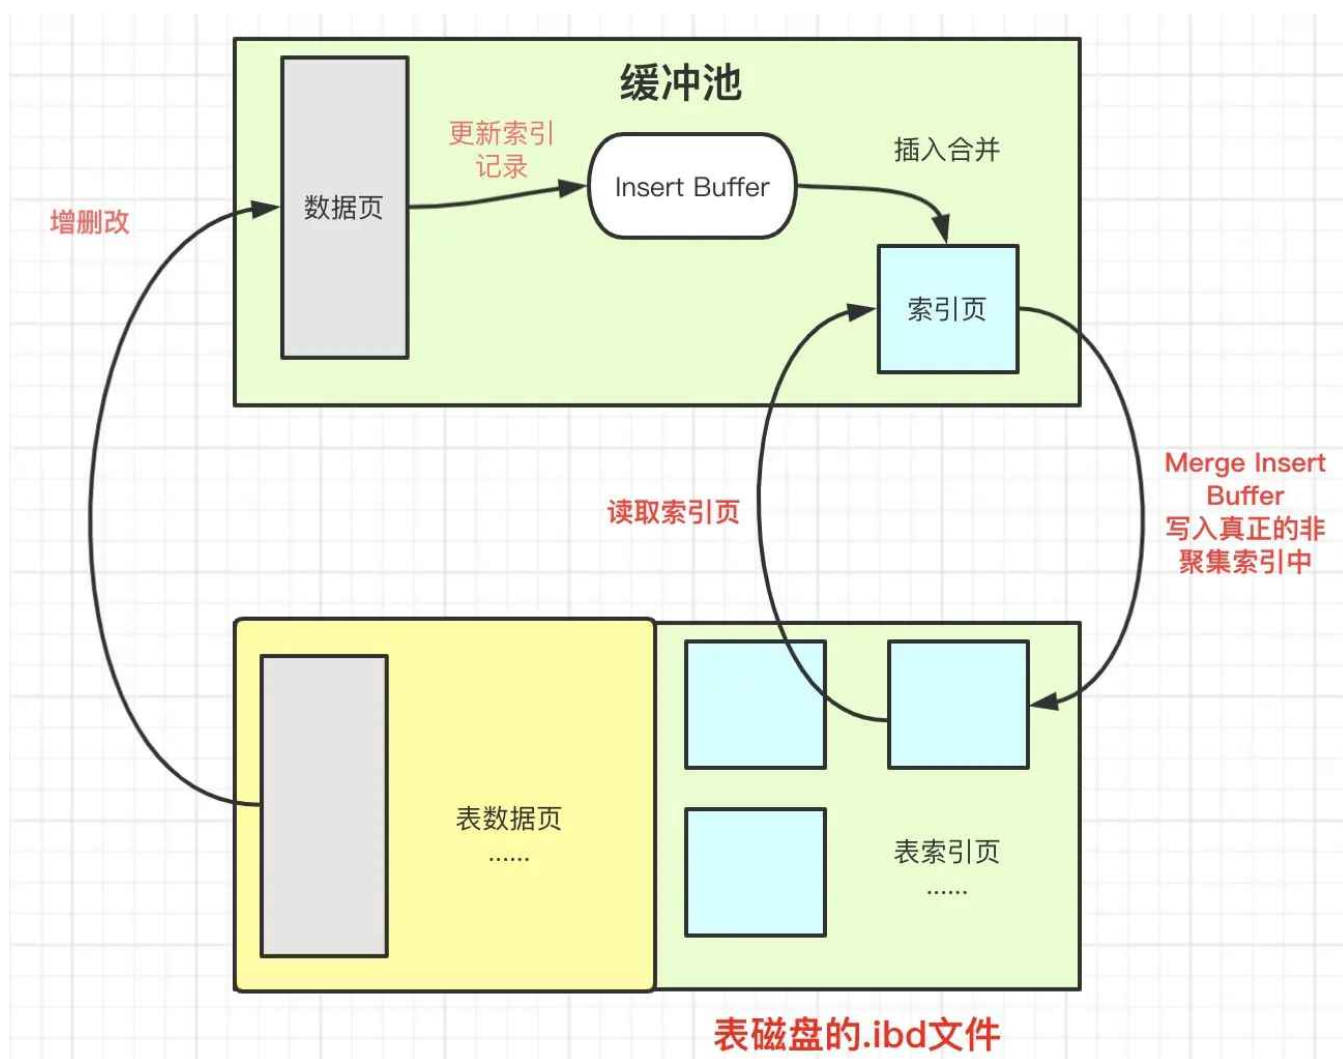 缓冲池
更新索引
记录
插入合并
Insert Buffer
数据页
增删改
索引页
Merge Insert
Buffer
写入真正的非
聚集索引中
读取索引页
表数据页
......
表索引页
......
表磁盘的.ibd文件